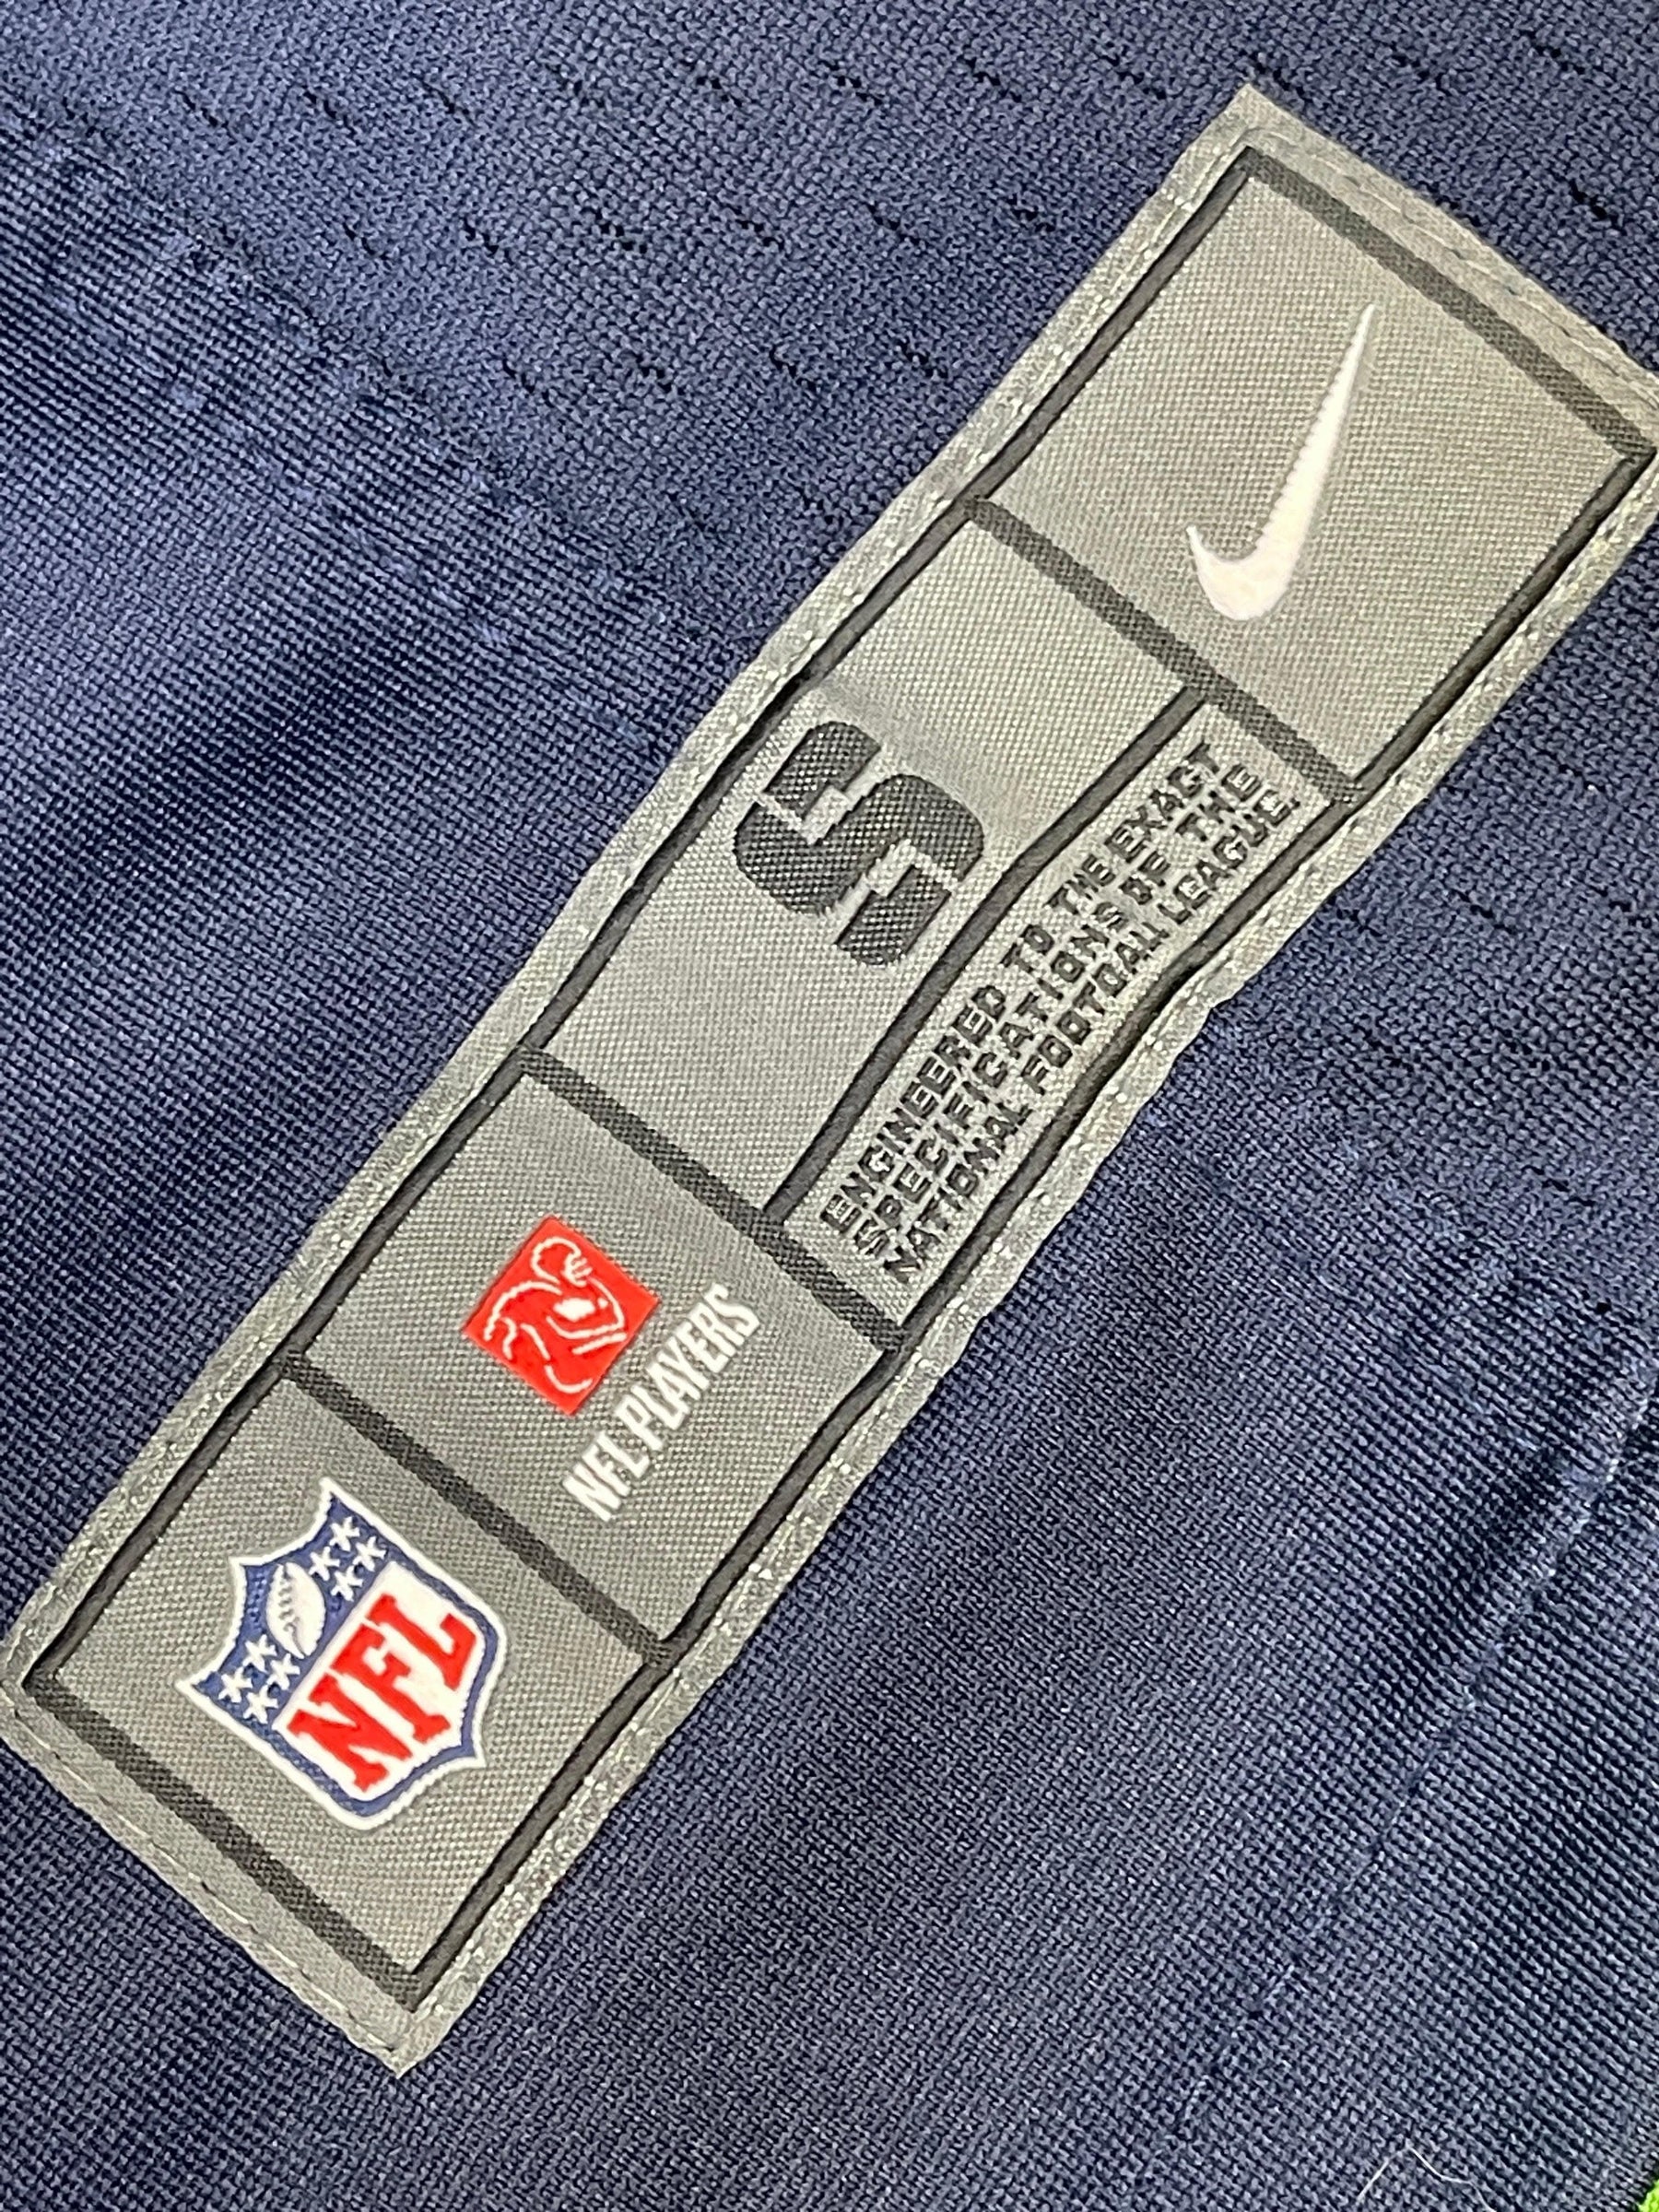 S
ENGINEERED TO THE EXACT
SPECIFICATIONS OF THE
NATIONAL FOOTBALL LEAGUE.
NFL PLAYERS
NFL